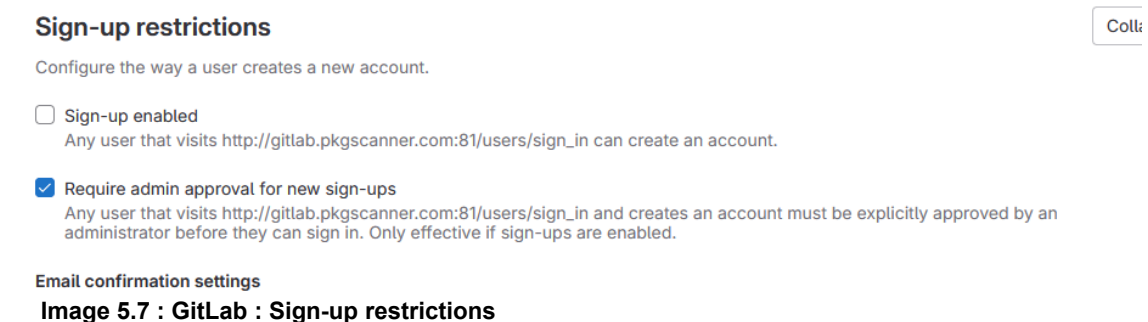 Sign-up restrictions
Configure the way a user creates a new account.
Sign-up enabled
Any user that visits http://gitlab.pkgscanner.com:81/users/sign_in can create an account.
Require admin approval for new sign-ups
Any user that visits http://gitlab.pkgscanner.com:81/users/sign_in and creates an account must be explicitly approved by an
administrator before they can sign in. Only effective if sign-ups are enabled.
Email confirmation settings
Image 5.7 : GitLab : Sign-up restrictions